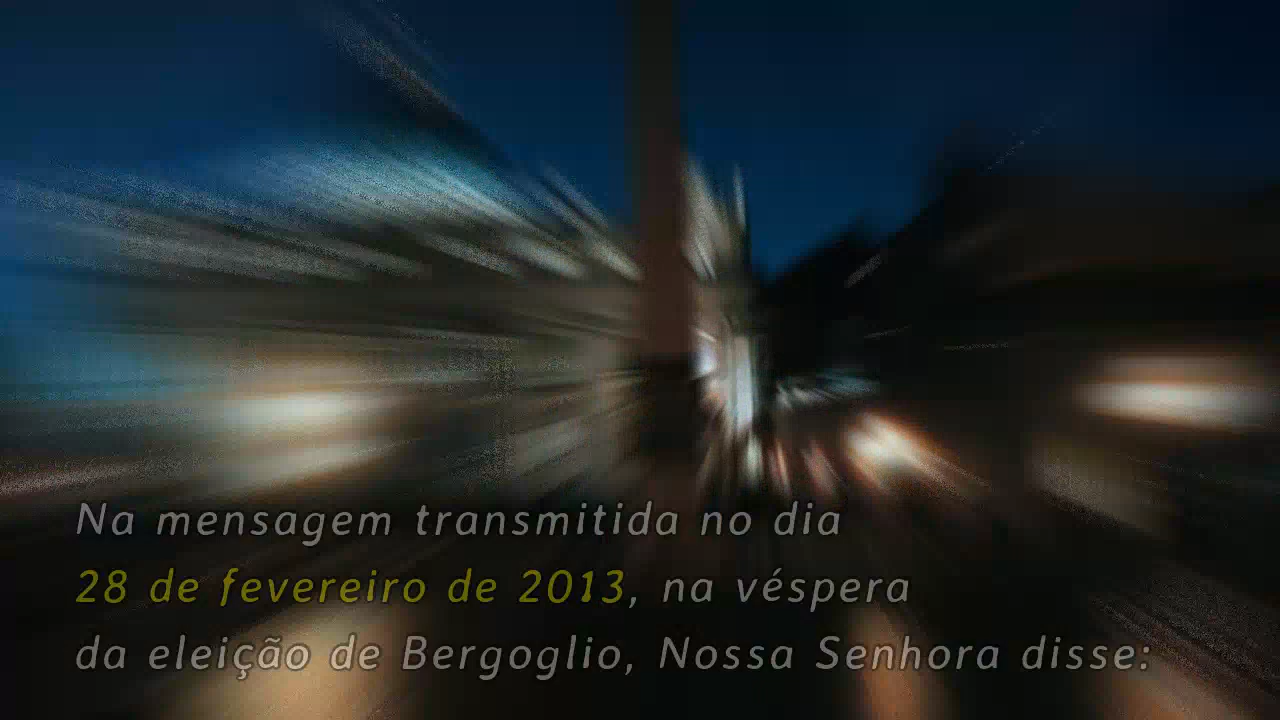 Na mensagem transmitida no dia
28 de fevereiro de 2013, na véspera
da eleição de Bergoglio, Nossa Senhora disse: